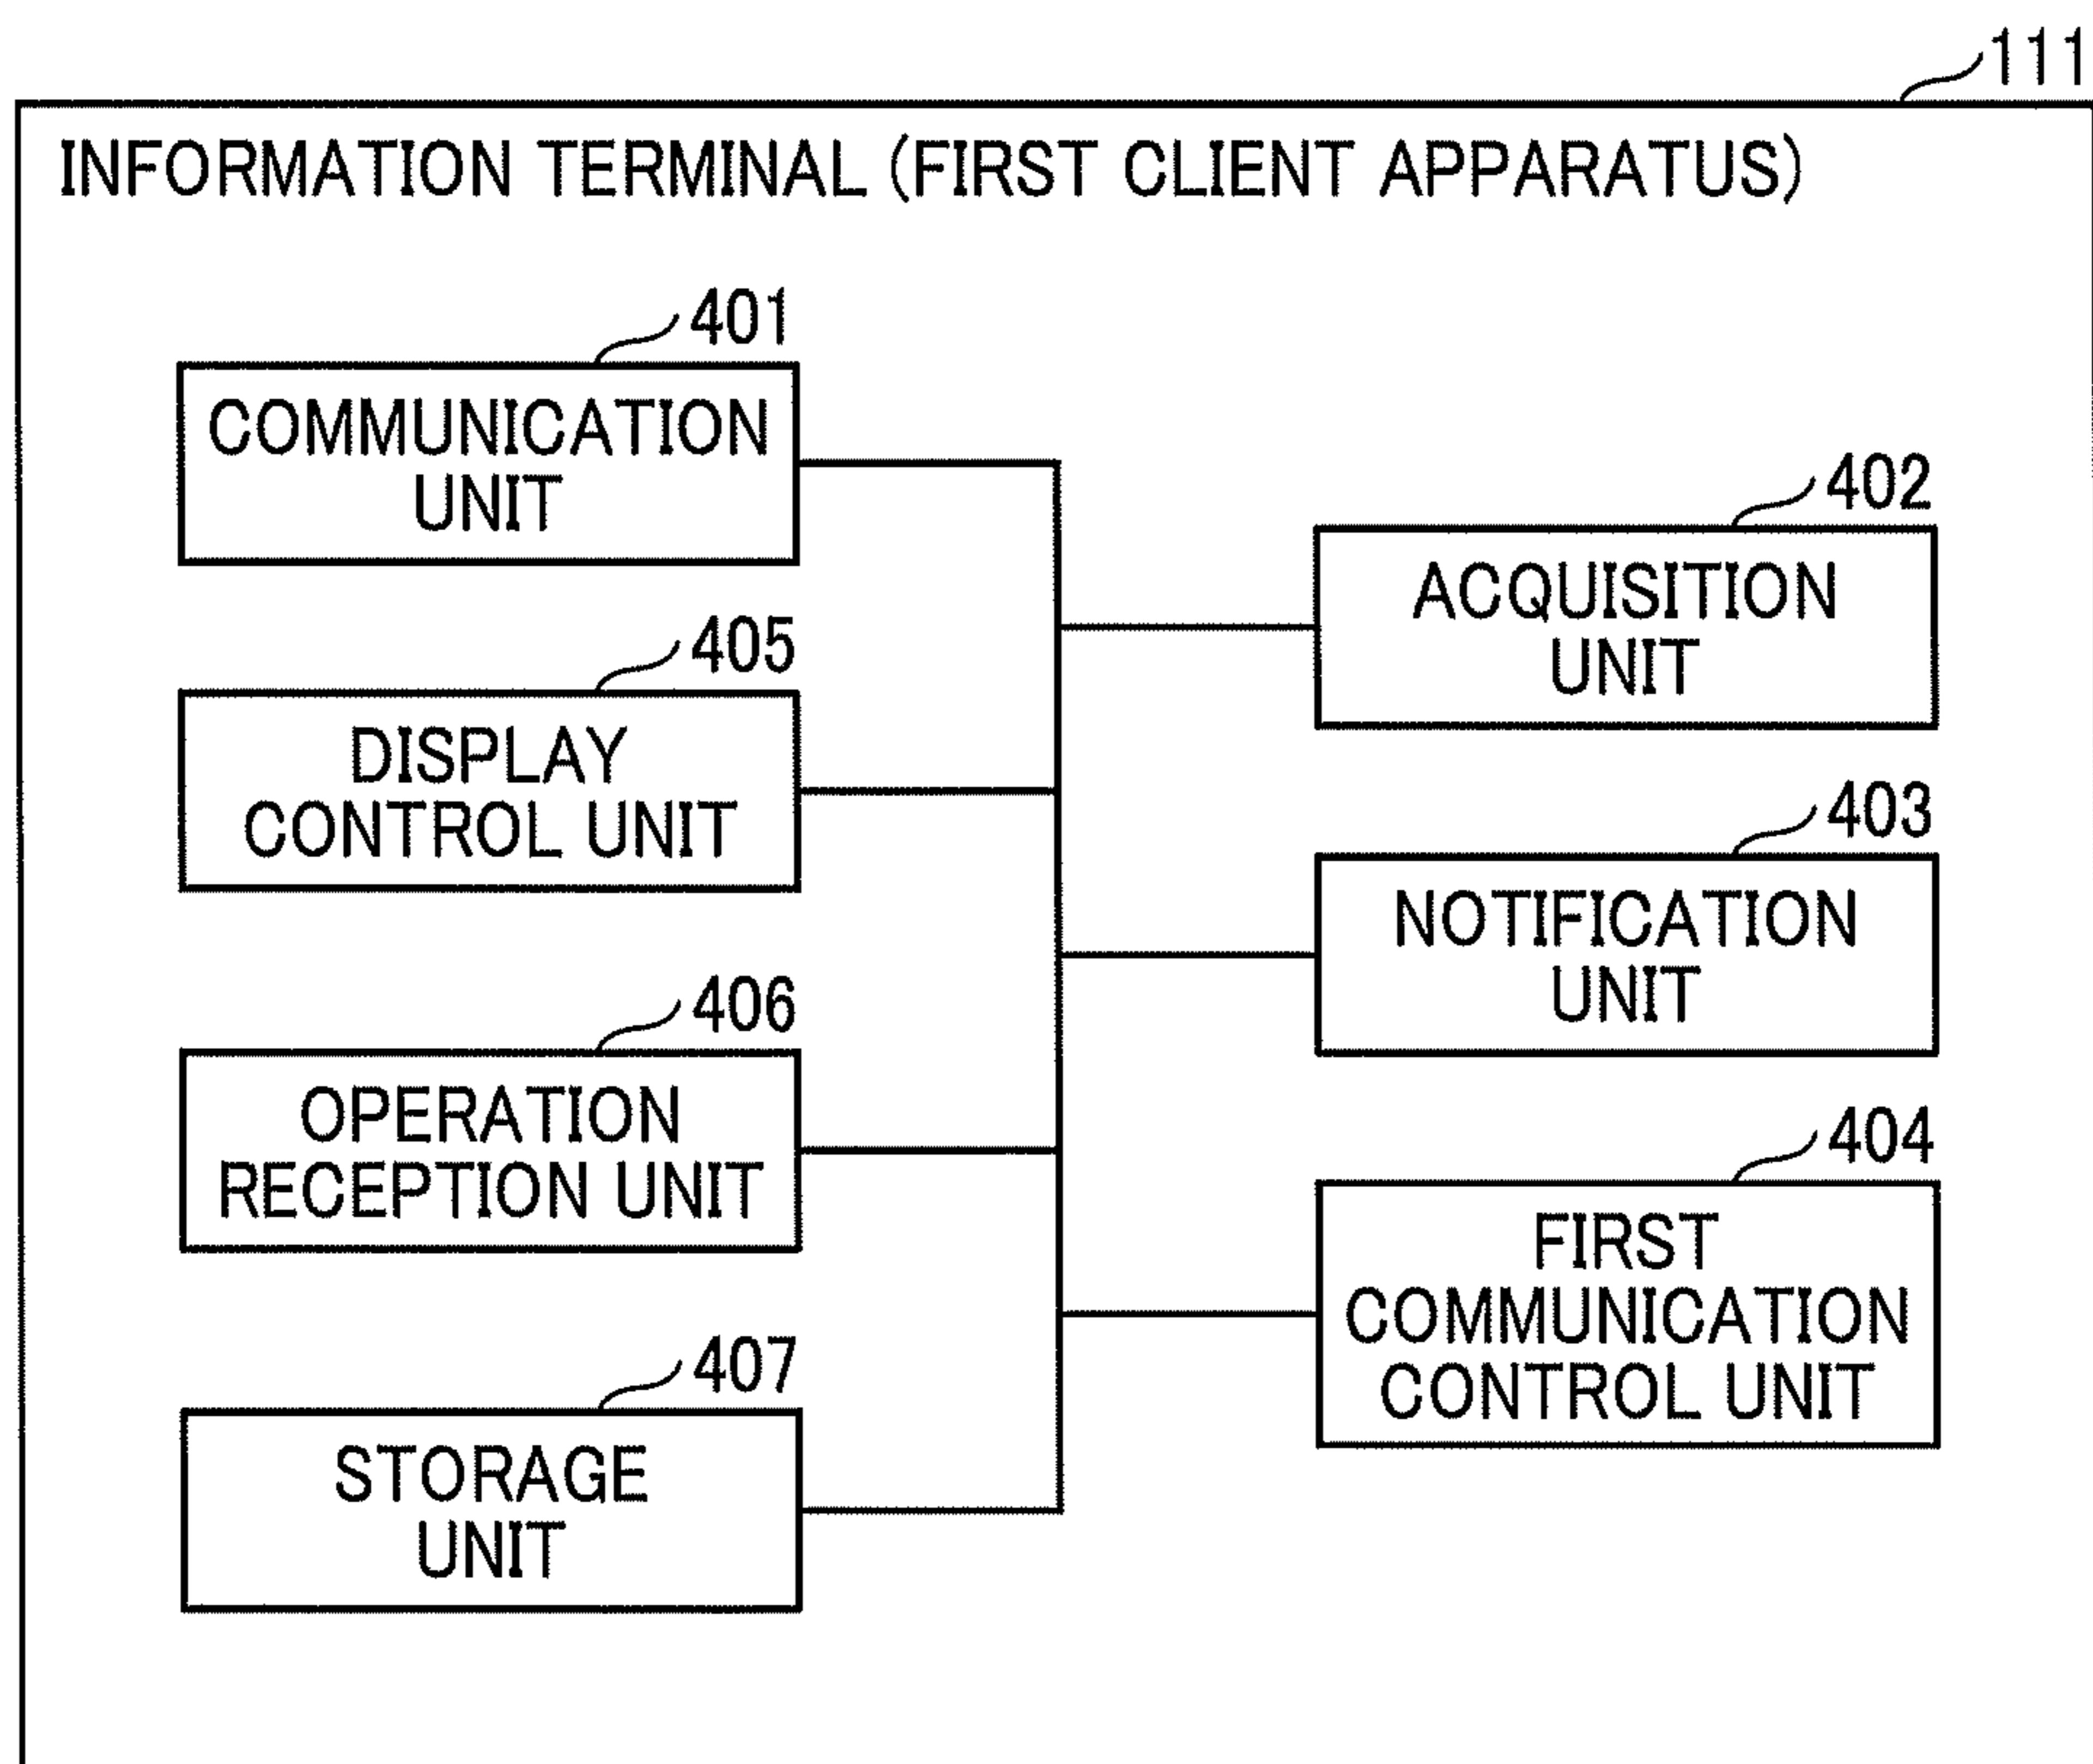 111
INFORMATION TERMINAL (FIRST CLIENT APPARATUS)
401
COMMUNICATION
UNIT
402
ACQUISITION
UNIT
405
DISPLAY
CONTROL UNIT
403
NOTIFICATION
UNIT
406
OPERATION
RECEPTION UNIT
404
FIRST
COMMUNICATION
CONTROL UNIT
407
STORAGE
UNIT